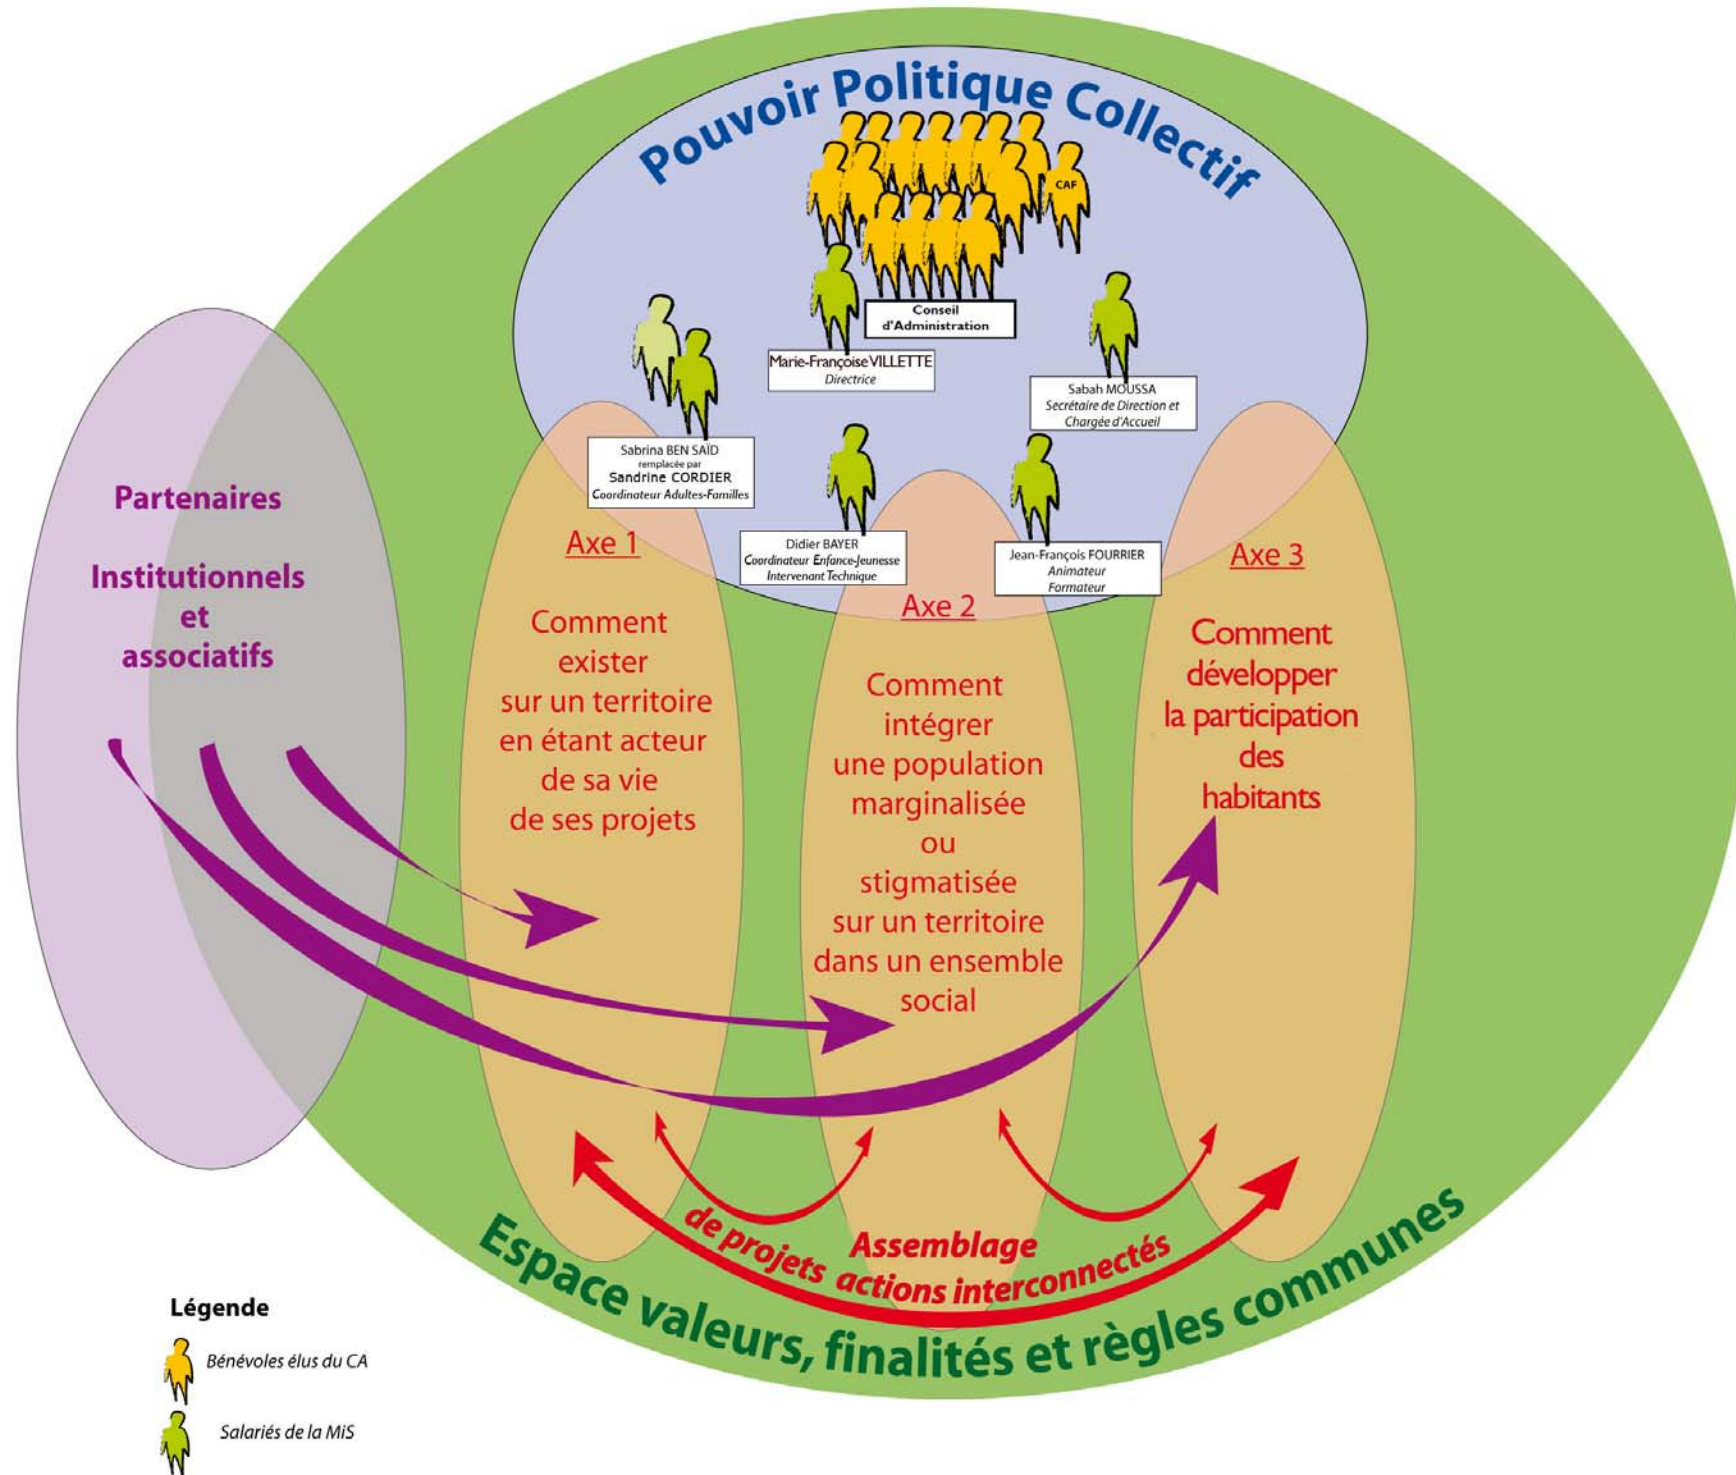 Pouvoir Politique Collectif
CAF
Conseil
d'Administration
Marie-Françoise VILLETTE
Directrice
Sabah MOUSSA
Secrétaire de Direction et
Chargée d'Accueil
Sabrina BEN SAÏD
remplacée par
Sandrine CORDIER
Coordinateur Adultes-Familles
Didier BAYER
Coordinateur Enfance-Jeunesse
Intervenant Technique
Jean-François FOURRIER
Animateur
Formateur
Partenaires
Institutionnels
et
associatifs
Axe 1
Comment
exister
sur un territoire
en étant acteur
de sa vie
de ses projets
Axe 2
Comment
intégrer
une population
marginalisée
ou
stigmatisée
sur un territoire
dans un ensemble
social
Axe 3
Comment
développer
la participation
des
habitants
Assemblage
de projets actions interconnectés
Espace valeurs, finalités et règles communes
Légende
Bénévoles élus du CA
Salariés de la MiS